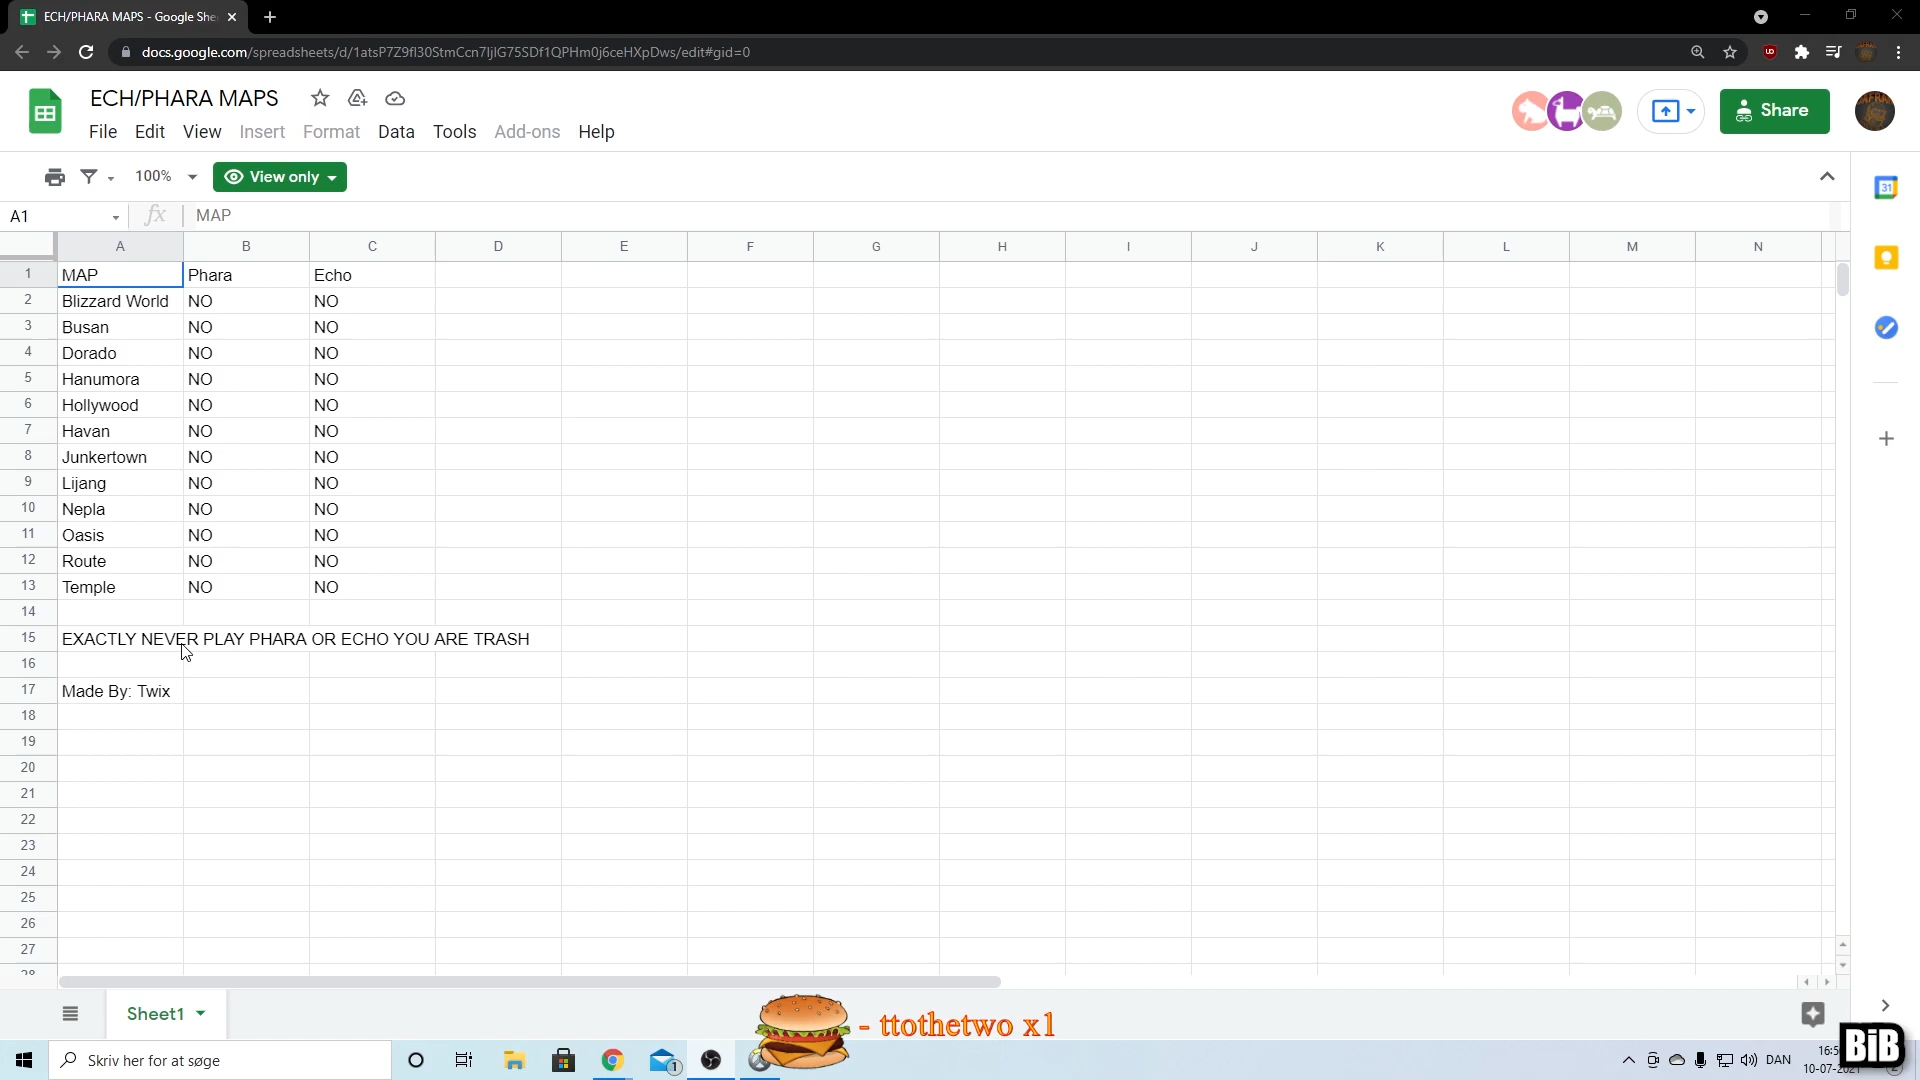 ECH/PHARA MAPS - Google She
docs.google.com/spreadsheets/d/1atsP7Z9fl30StmCcn7IjlG75SDf1QPHm0j6ceHXpDws/edit#gid=0
ECH/PHARA MAPS
File Edit View Insert Format Data Tools Add-ons Help
Share
100% View only
A1 fx MAP
A B C D E F G H I J K L M N
1 MAP Phara Echo
2 Blizzard World NO NO
3 Busan NO NO
4 Dorado NO NO
5 Hanumora NO NO
6 Hollywood NO NO
7 Havan NO NO
8 Junkertown NO NO
9 Lijang NO NO
10 Nepla NO NO
11 Oasis NO NO
12 Route NO NO
13 Temple NO NO
14
15 EXACTLY NEVER PLAY PHARA OR ECHO YOU ARE TRASH
16
17 Made By: Twix
18
19
20
21
22
23
24
25
26
27
28
Sheet1
- ttothetwo x1
Skriv her for at søge
DAN
10-07-2021
BiB